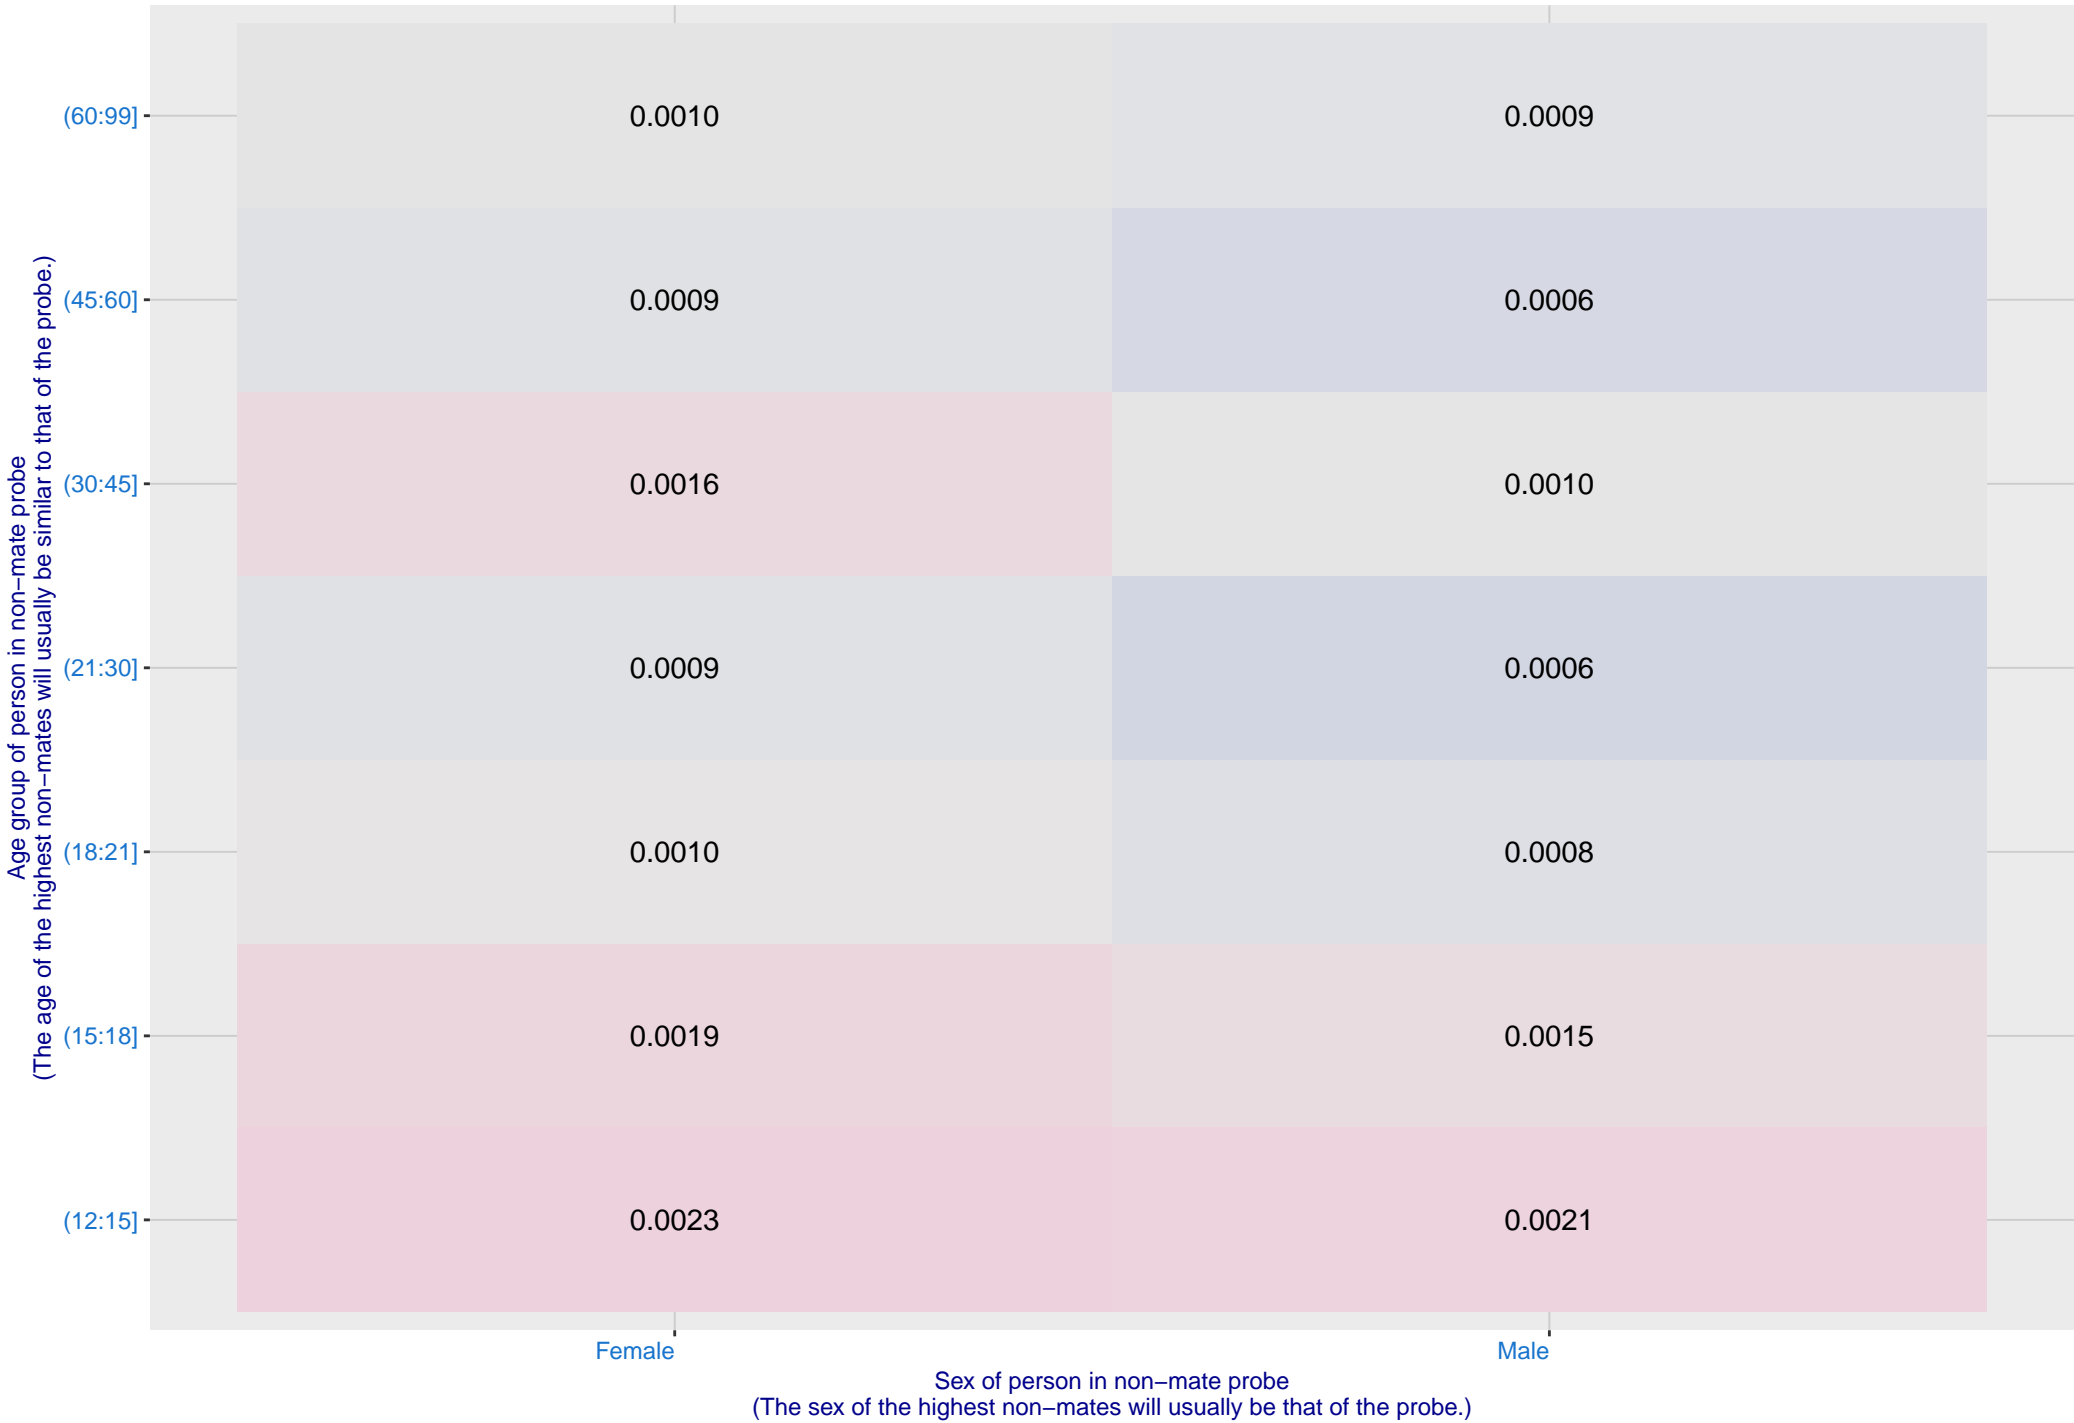 Age group of person in non−mate probe
(The age of the highest non−mates will usually be similar to that of the probe.)
(60:99] 0.0010 0.0009
(45:60] 0.0009 0.0006
(30:45] 0.0016 0.0010
(21:30] 0.0009 0.0006
(18:21] 0.0010 0.0008
(15:18] 0.0019 0.0015
(12:15] 0.0023 0.0021
Female Male
Sex of person in non−mate probe
(The sex of the highest non−mates will usually be that of the probe.)